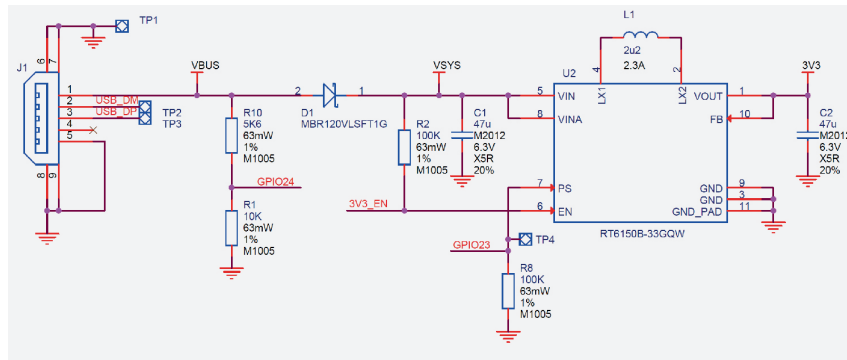 TP1
J1
6
7
1
2
3
4
5
8
9
USB_DM
USB_DP
TP2
TP3
VBUS
R10
5K6
63mW
1%
M1005
GPIO24
R1
10K
63mW
1%
M1005
2
1
D1
MBR120VLSFT1G
VSYS
R2
100K
63mW
1%
M1005
C1
47u
M2012
6.3V
X5R
20%
3V3_EN
GPIO23
TP4
R8
100K
63mW
1%
M1005
L1
2u2
2.3A
4
2
U2
5
8
7
6
VIN
VINA
PS
EN
LX1
LX2
VOUT
FB
GND
GND
GND_PAD
1
10
9
3
11
RT6150B-33GQW
3V3
C2
47u
M2012
6.3V
X5R
20%